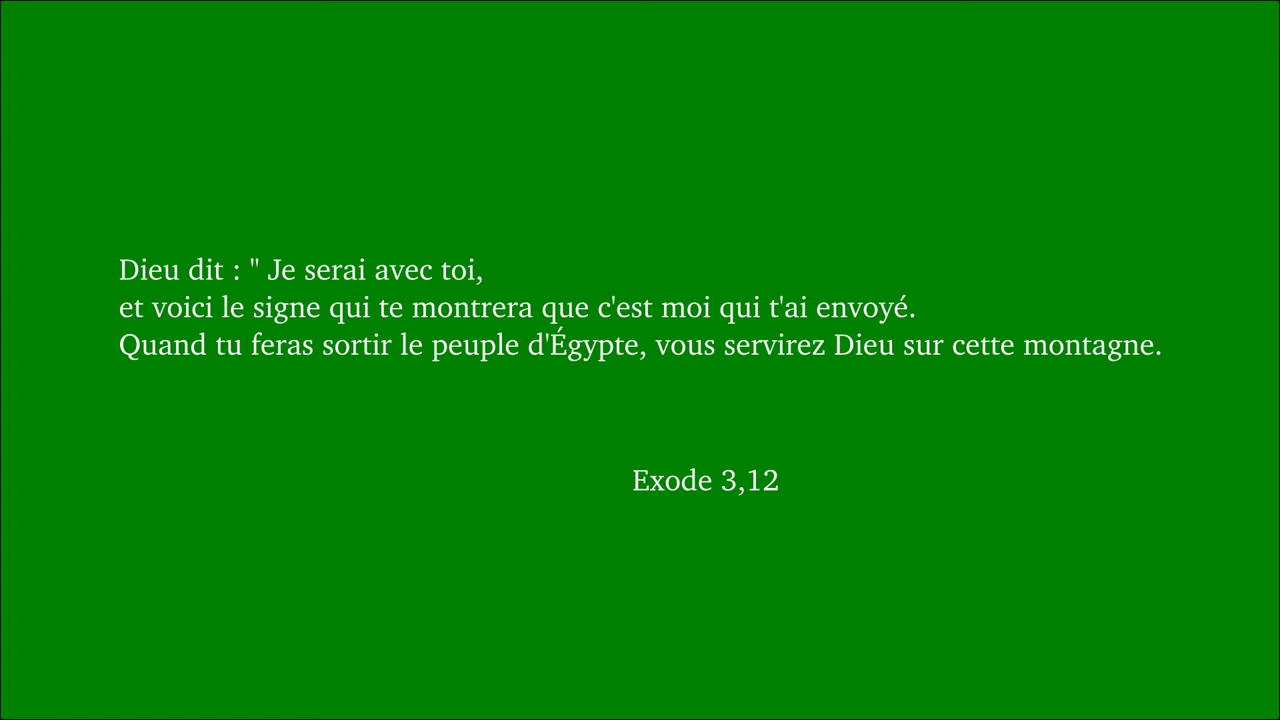 Dieu dit : " Je serai avec toi,
et voici le signe qui te montrera que c'est moi qui t'ai envoyé.
Quand tu feras sortir le peuple d'Égypte, vous servirez Dieu sur cette montagne.
Exode 3,12